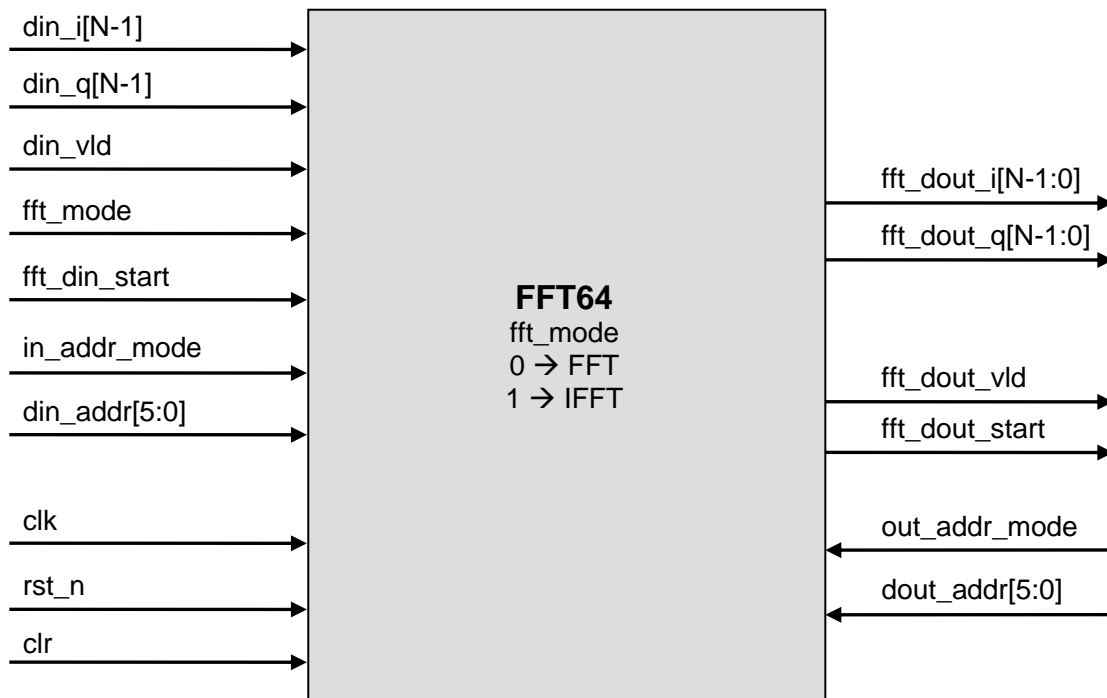 din_i[N-1]
din_q[N-1]
din_vld
fft_mode
fft_din_start
in_addr_mode
din_addr[5:0]
clk
rst_n
clr
FFT64
fft_mode
0 → FFT
1 → IFFT
fft_dout_i[N-1:0]
fft_dout_q[N-1:0]
fft_dout_vld
fft_dout_start
out_addr_mode
dout_addr[5:0]